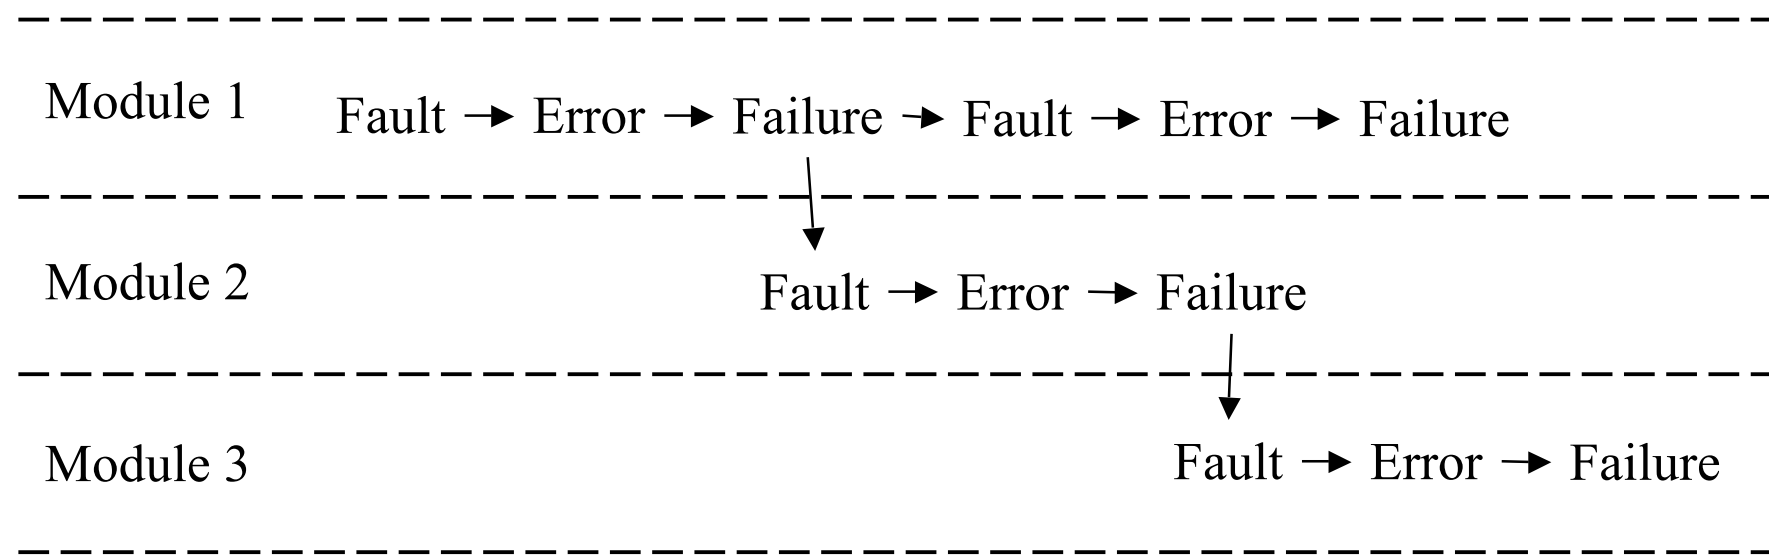 Module 1 Fault Error Failure Fault Error Failure
Module 2 Fault Error Failure
Module 3 Fault Error Failure